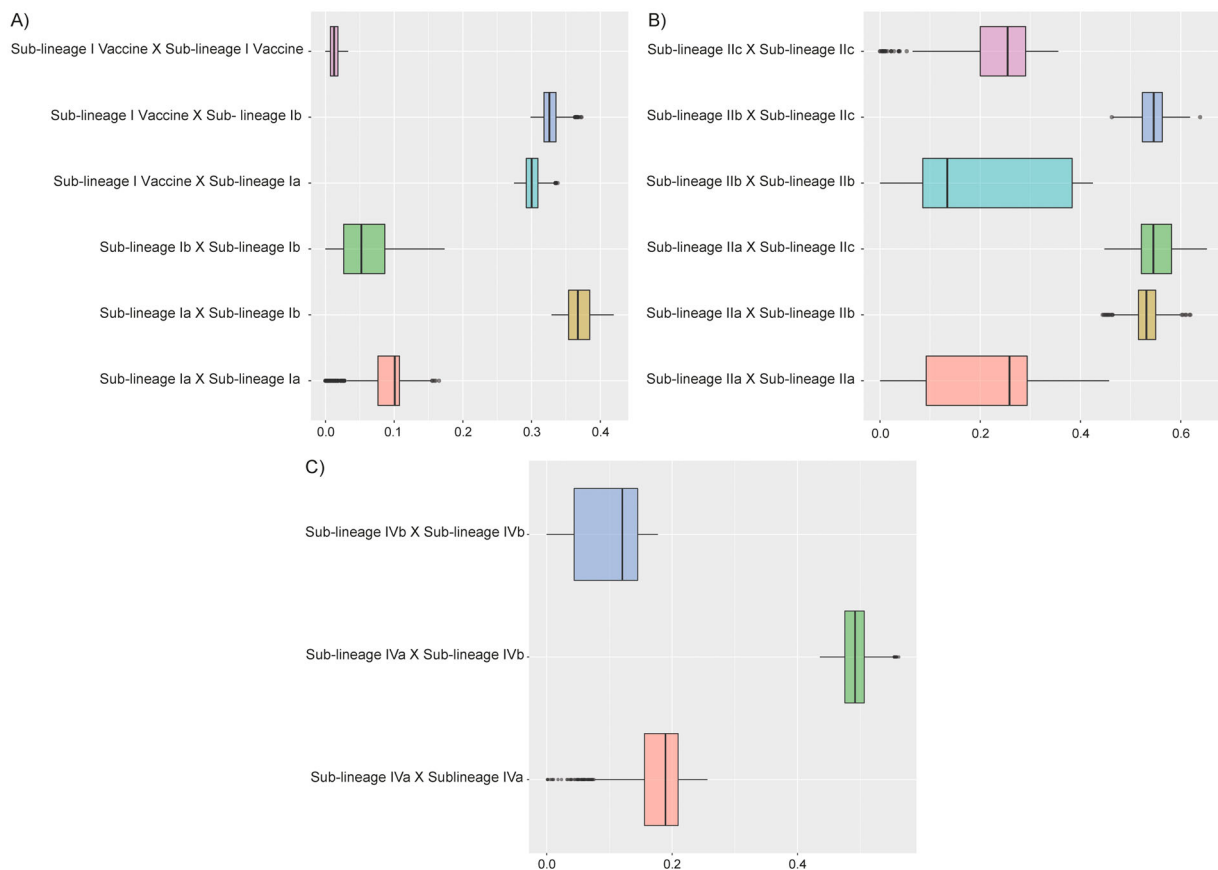 A)
Sub-lineage I Vaccine X Sub-lineage I Vaccine
Sub-lineage I Vaccine X Sub- lineage Ib
Sub-lineage I Vaccine X Sub-lineage Ia
Sub-lineage Ib X Sub-lineage Ib
Sub-lineage Ia X Sub-lineage Ib
Sub-lineage Ia X Sub-lineage Ia
0.0 0.1 0.2 0.3 0.4
B)
Sub-lineage IIc X Sub-lineage IIc
Sub-lineage IIb X Sub-lineage IIc
Sub-lineage IIb X Sub-lineage IIb
Sub-lineage IIa X Sub-lineage IIc
Sub-lineage IIa X Sub-lineage IIb
Sub-lineage IIa X Sub-lineage IIa
0.0 0.2 0.4 0.6
C)
Sub-lineage IVb X Sub-lineage IVb
Sub-lineage IVa X Sub-lineage IVb
Sub-lineage IVa X Sublineage IVa
0.0 0.2 0.4